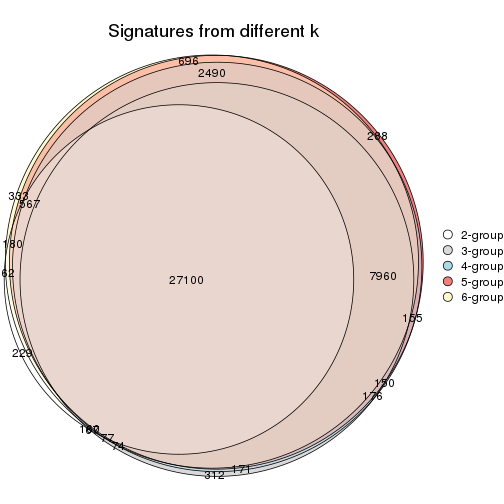 Signatures from different k
696
2490
288
333
567
180
62
27100
7960
155
229
150
176
77
74
171
312
2-group
3-group
4-group
5-group
6-group